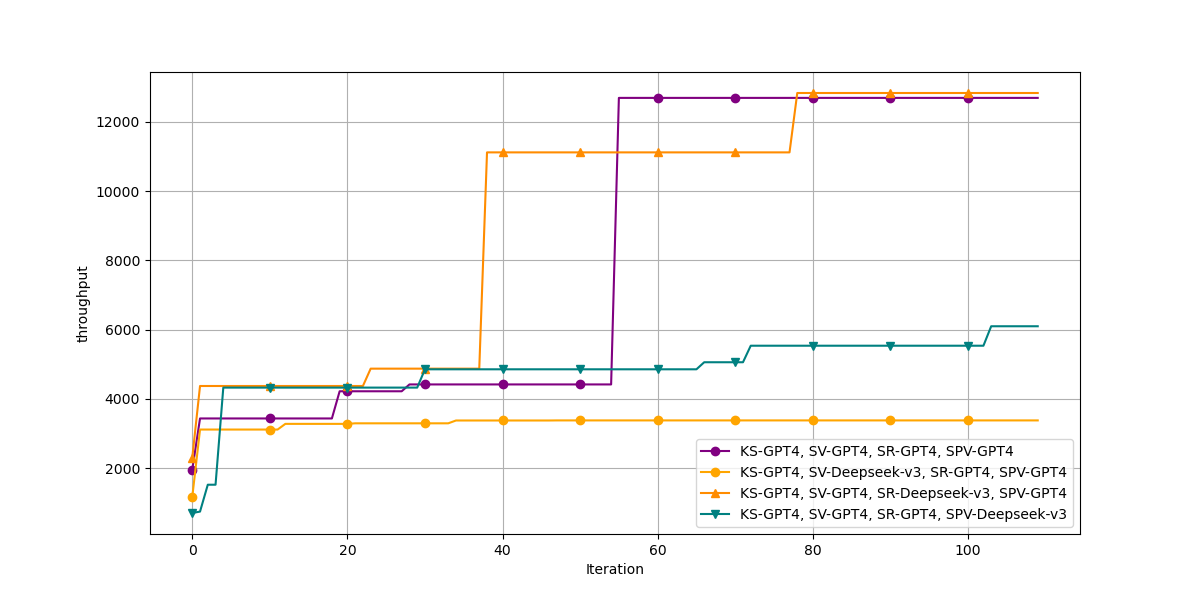 12000
10000
8000
6000
4000
2000
throughput
0 20 40 60 80 100
Iteration
KS-GPT4, SV-GPT4, SR-GPT4, SPV-GPT4
KS-GPT4, SV-Deepseek-v3, SR-GPT4, SPV-GPT4
KS-GPT4, SV-GPT4, SR-Deepseek-v3, SPV-GPT4
KS-GPT4, SV-GPT4, SR-GPT4, SPV-Deepseek-v3